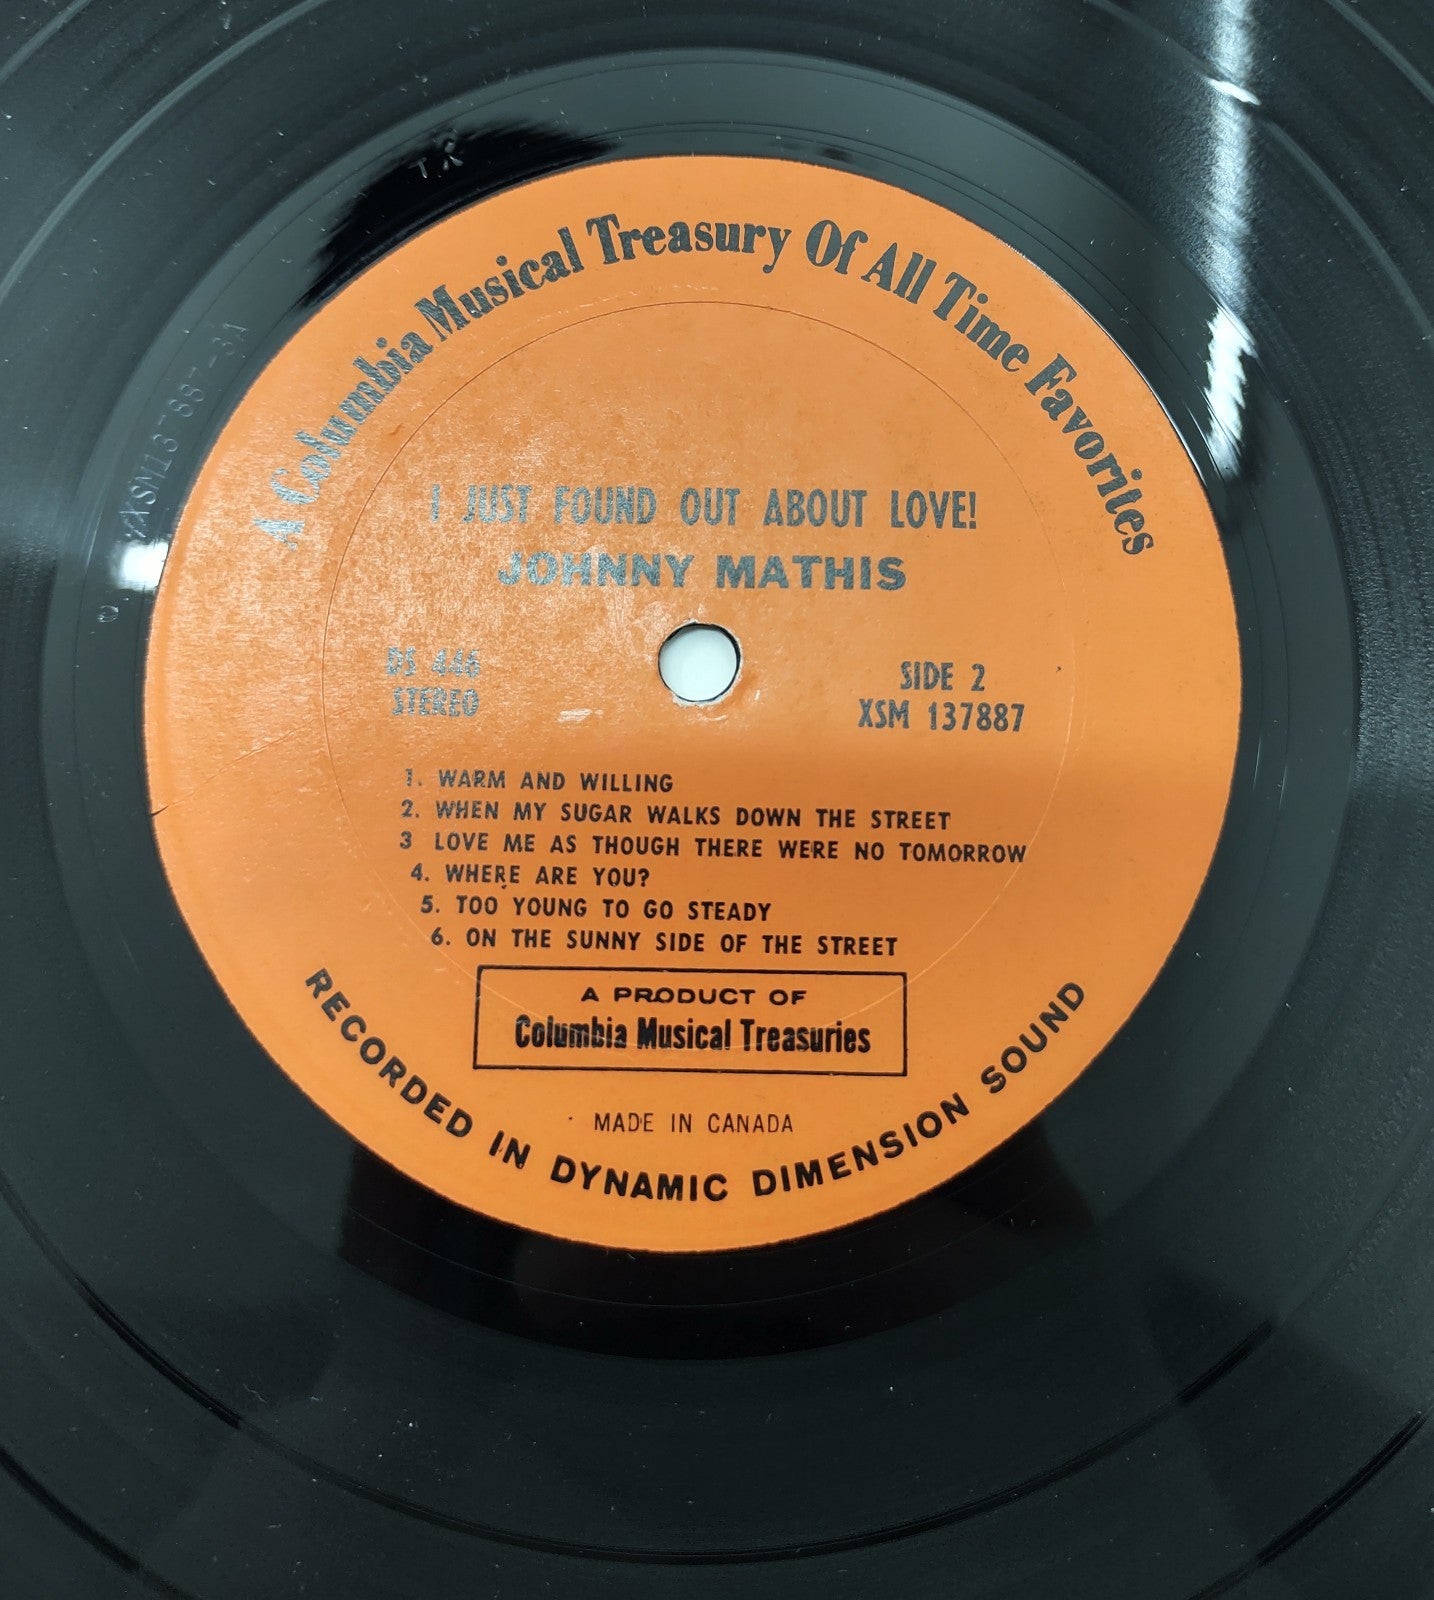 A Columbia Musical Treasury Of All Time Favorites
I JUST FOUND OUT ABOUT LOVE!
JOHNNY MATHIS
DS 446
STEREO
SIDE 2
XSM 137887
1. WARM AND WILLING
2. WHEN MY SUGAR WALKS DOWN THE STREET
3 LOVE ME AS THOUGH THERE WERE NO TOMORROW
4. WHERE ARE YOU?
5. TOO YOUNG TO GO STEADY
6. ON THE SUNNY SIDE OF THE STREET
A PRODUCT OF
Columbia Musical Treasuries
MADE IN CANADA
RECORDED IN DYNAMIC DIMENSION SOUND
XSM137887-3A